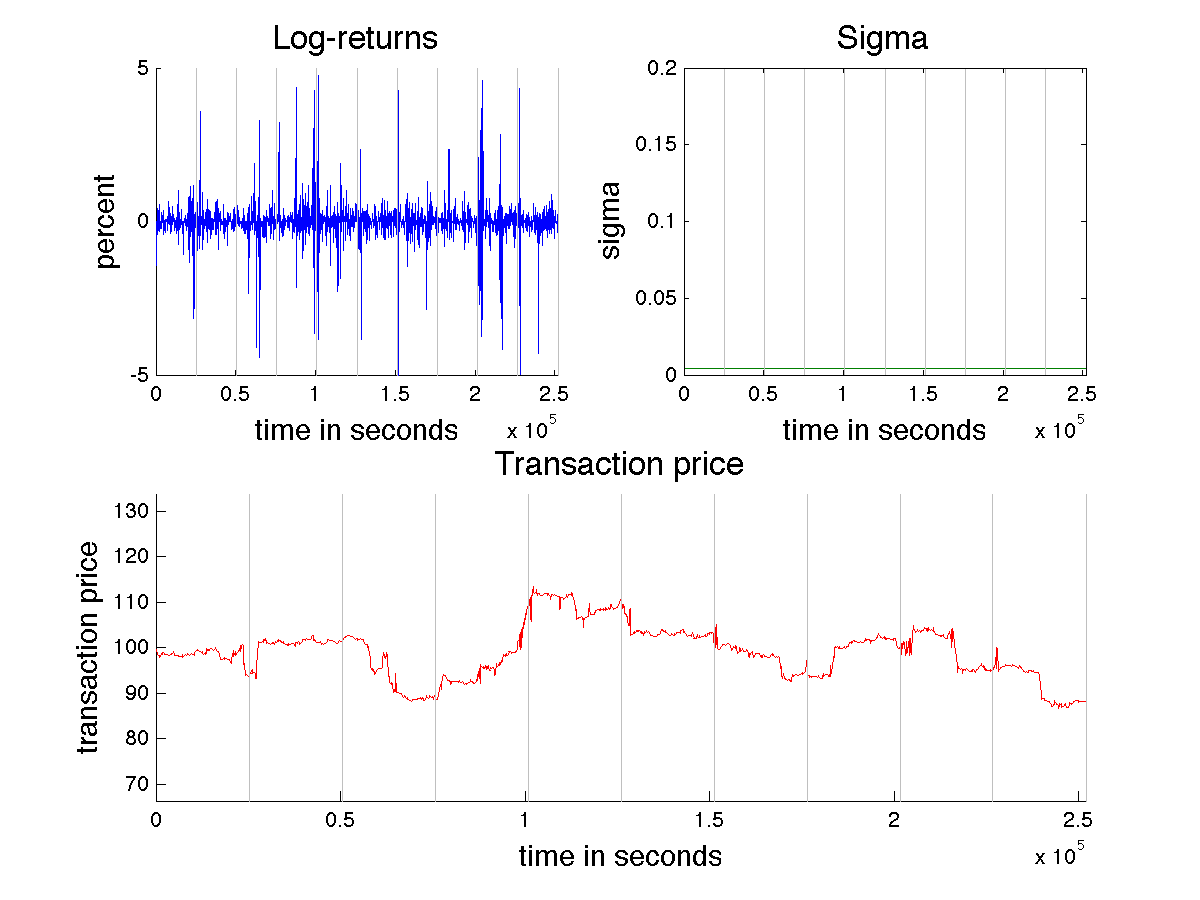 Log-returns
5
0
-5
percent
0 0.5 1 1.5 2 2.5
x 10^5
time in seconds
Sigma
0.2
0.15
0.1
0.05
0
sigma
0 0.5 1 1.5 2 2.5
x 10^5
time in seconds
Transaction price
130
120
110
100
90
80
70
transaction price
0 0.5 1 1.5 2 2.5
x 10^5
time in seconds